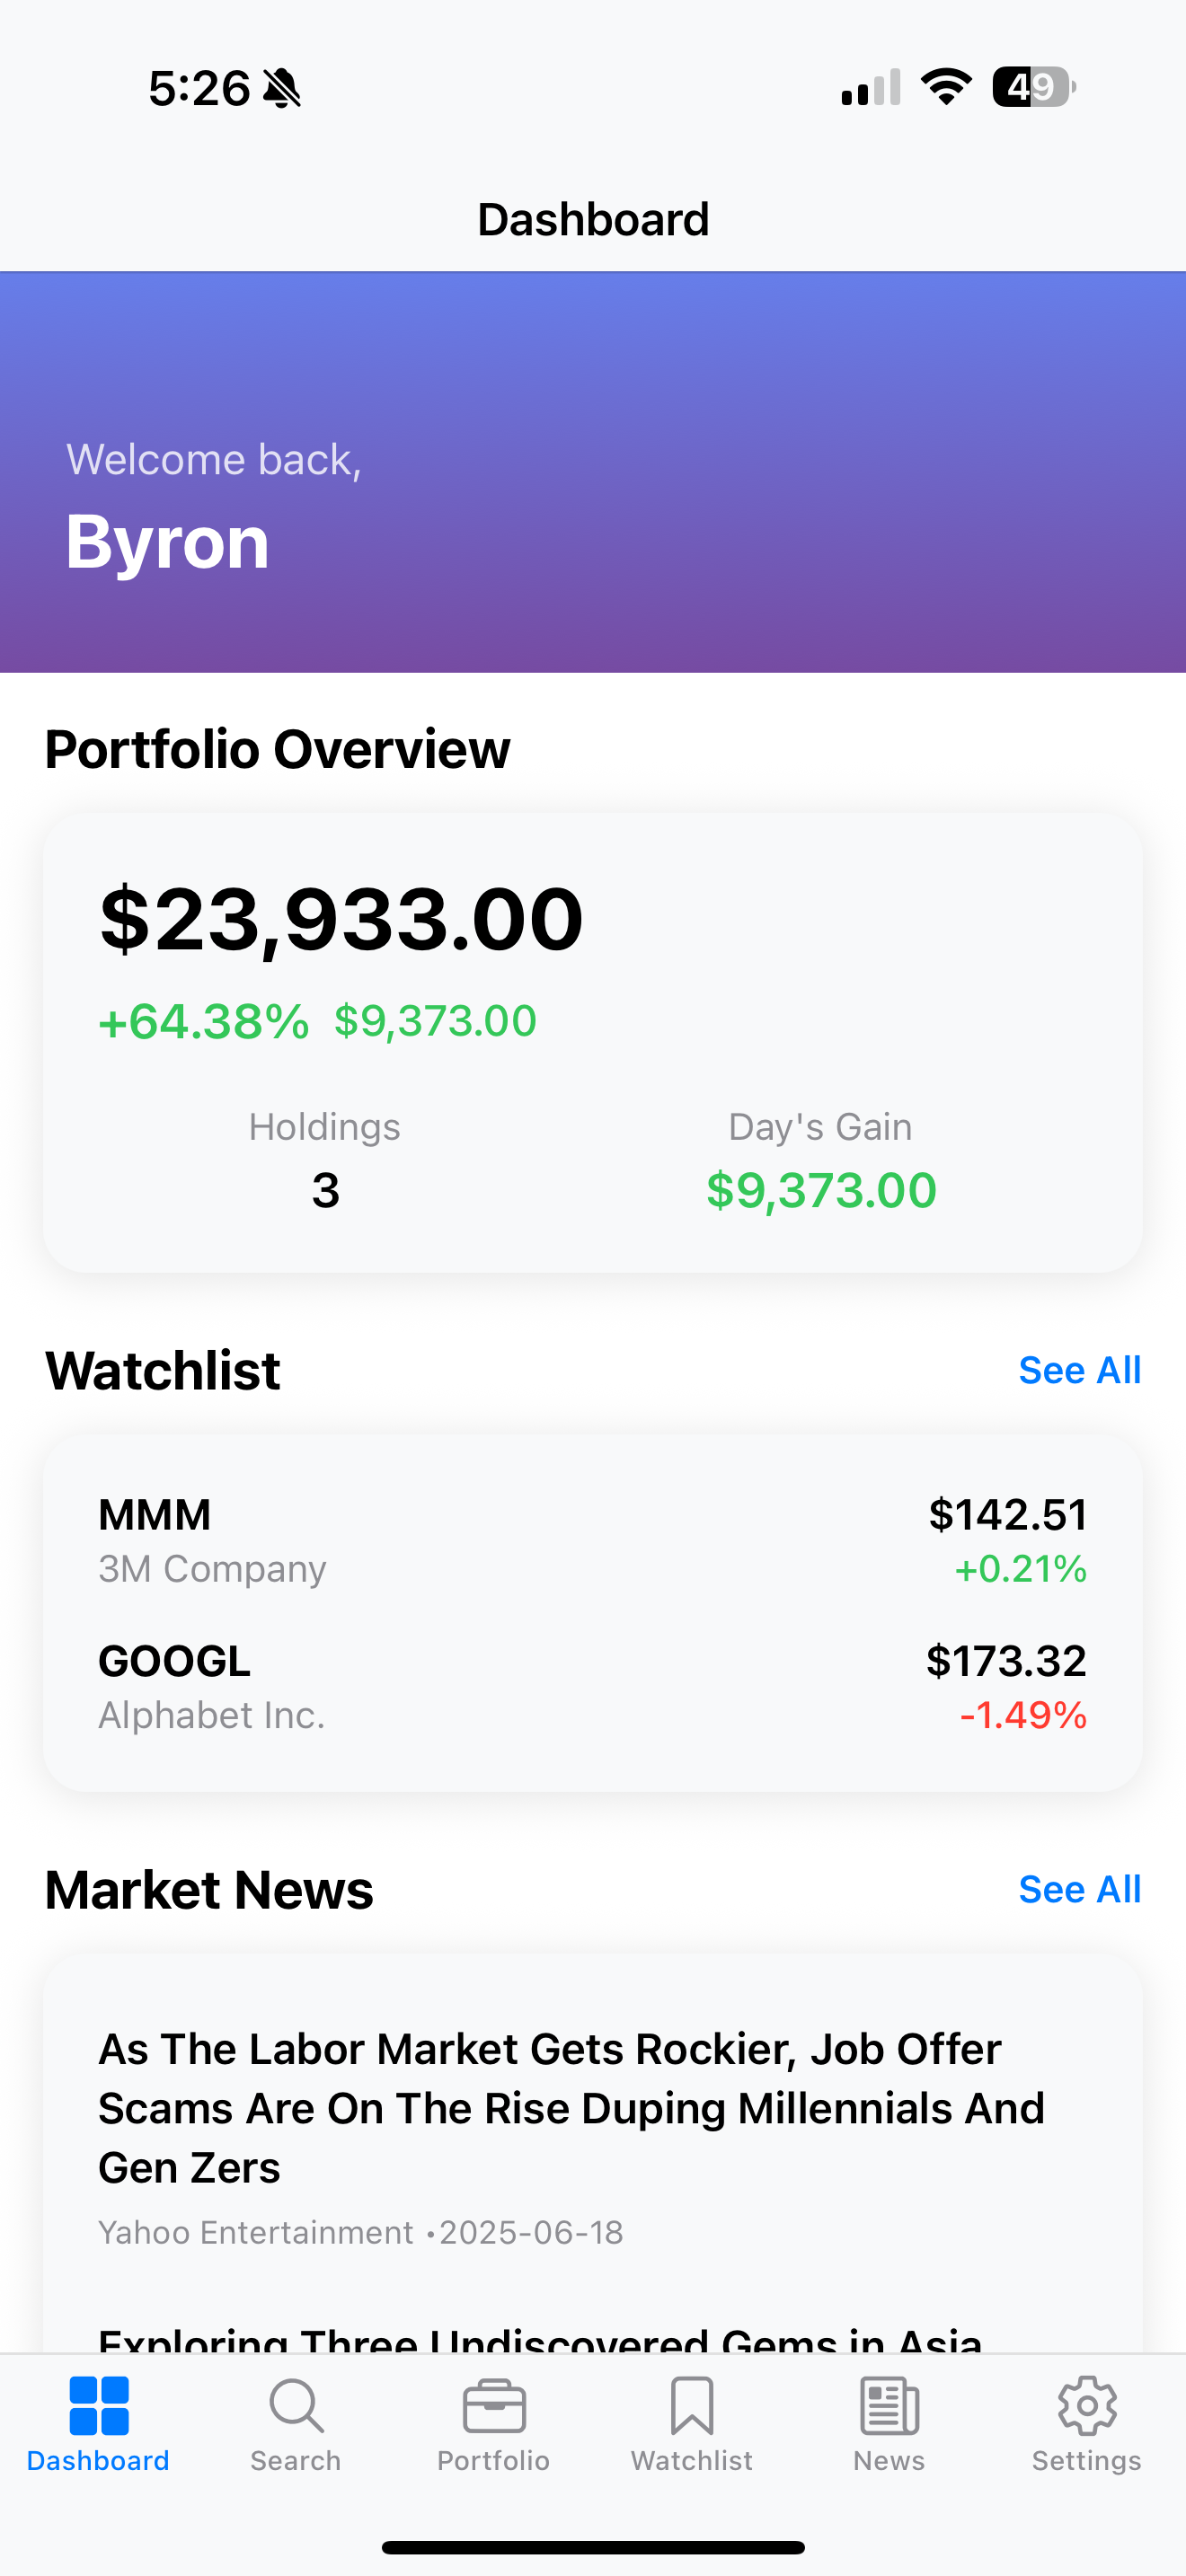 5:26
49
Dashboard
Welcome back,
Byron
Portfolio Overview
$23,933.00
+64.38% $9,373.00
Holdings
3
Day's Gain
$9,373.00
Watchlist
See All
MMM
3M Company
$142.51
+0.21%
GOOGL
Alphabet Inc.
$173.32
-1.49%
Market News
See All
As The Labor Market Gets Rockier, Job Offer
Scams Are On The Rise Duping Millennials And
Gen Zers
Yahoo Entertainment •2025-06-18
Exploring Three Undiscovered Gems in Asia
Dashboard
Search
Portfolio
Watchlist
News
Settings